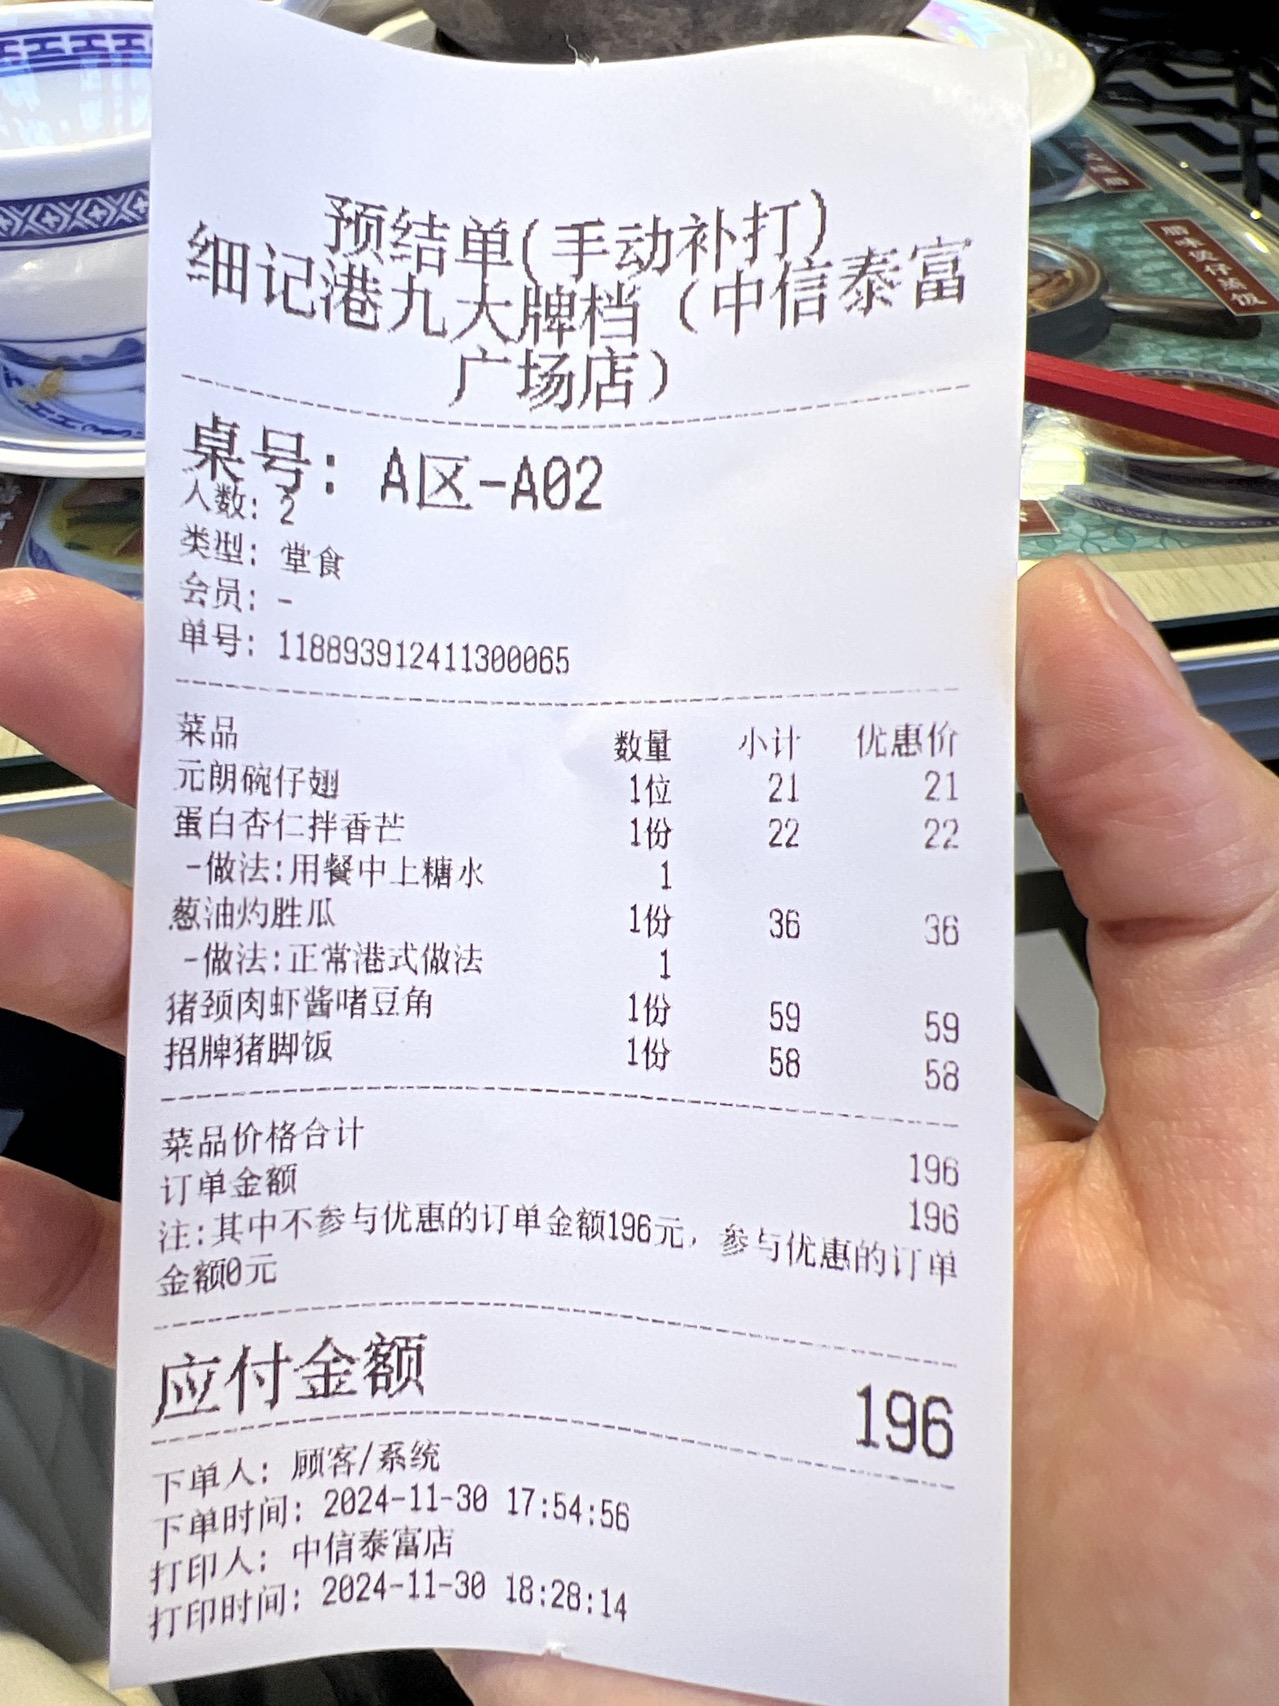 预结单(手动补打)
细记港九大牌档（中信泰富
广场店）
桌号: A区-A02
人数: 2
类型: 堂食
会员: -
单号: 118893912411300065
菜品 数量 小计 优惠价
元朗碗仔翅 1位 21 21
蛋白杏仁拌香芒 1份 22 22
-做法:用餐中上糖水 1
葱油灼胜瓜 1份 36 36
-做法:正常港式做法 1
猪颈肉虾酱啫豆角 1份 59 59
招牌猪脚饭 1份 58 58
菜品价格合计 196
订单金额 196
注:其中不参与优惠的订单金额196元, 参与优惠的订单
金额0元
应付金额 196
下单人: 顾客/系统
下单时间: 2024-11-30 17:54:56
打印人: 中信泰富店
打印时间: 2024-11-30 18:28:14
腊味煲仔蒸饭